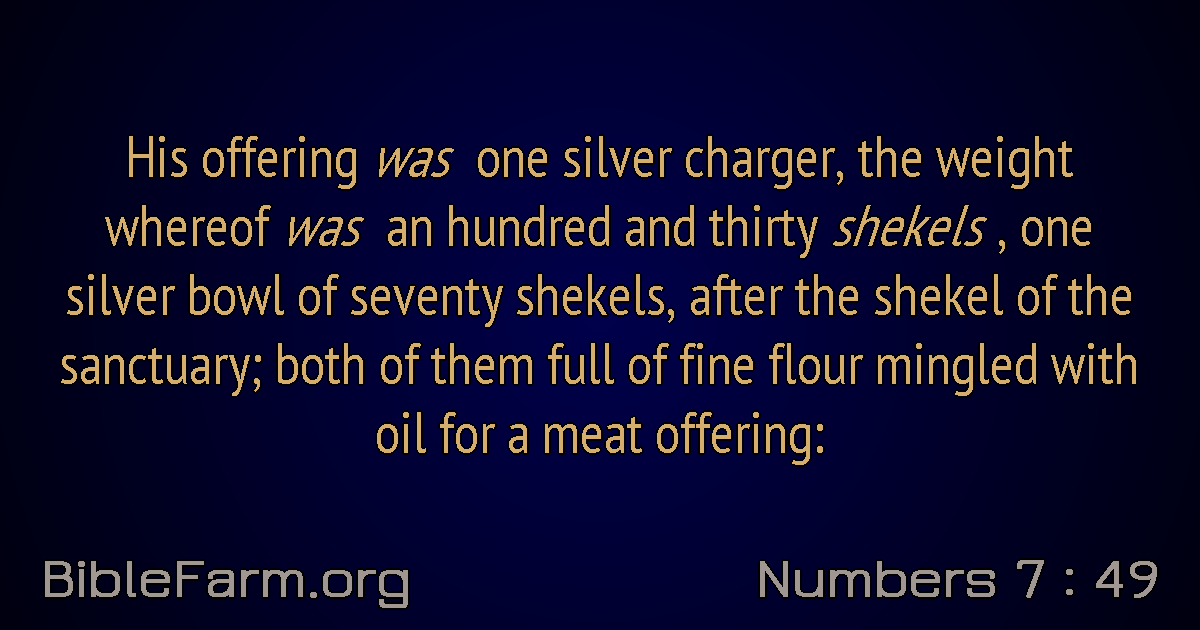 His offering was one silver charger, the weight
whereof was an hundred and thirty shekels , one
silver bowl of seventy shekels, after the shekel of the
sanctuary; both of them full of fine flour mingled with
oil for a meat offering:
BibleFarm.org
Numbers 7 : 49